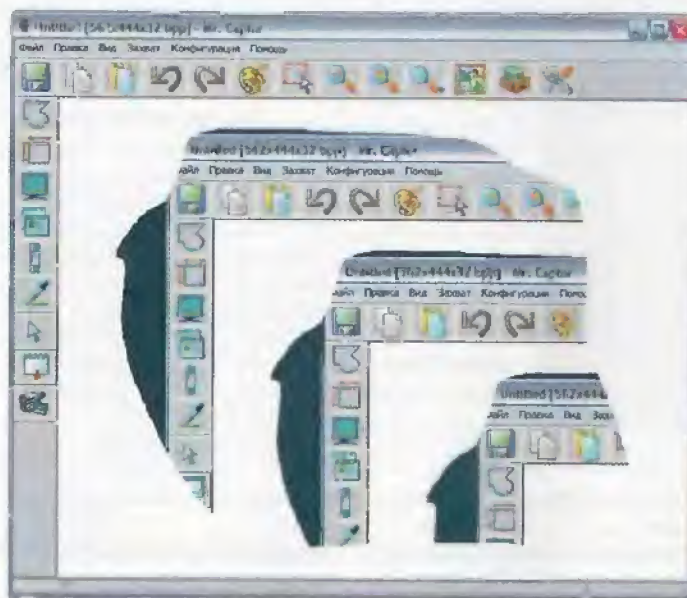 Untitled [562x444x32 bpp] - Mr. Captor
Файл Правка Вид Захват Конфигурация Помощь
Untitled [562x444x32 bpp] Mr. Captor
айл Правка Вид Захват Конфигурация Помощь
Untitled [562x444x32 bpp] Mr. Captor
айл Правка Вид Захват Конфигурация Помощ
Untitled [562x444
айл Правка Вид Захв